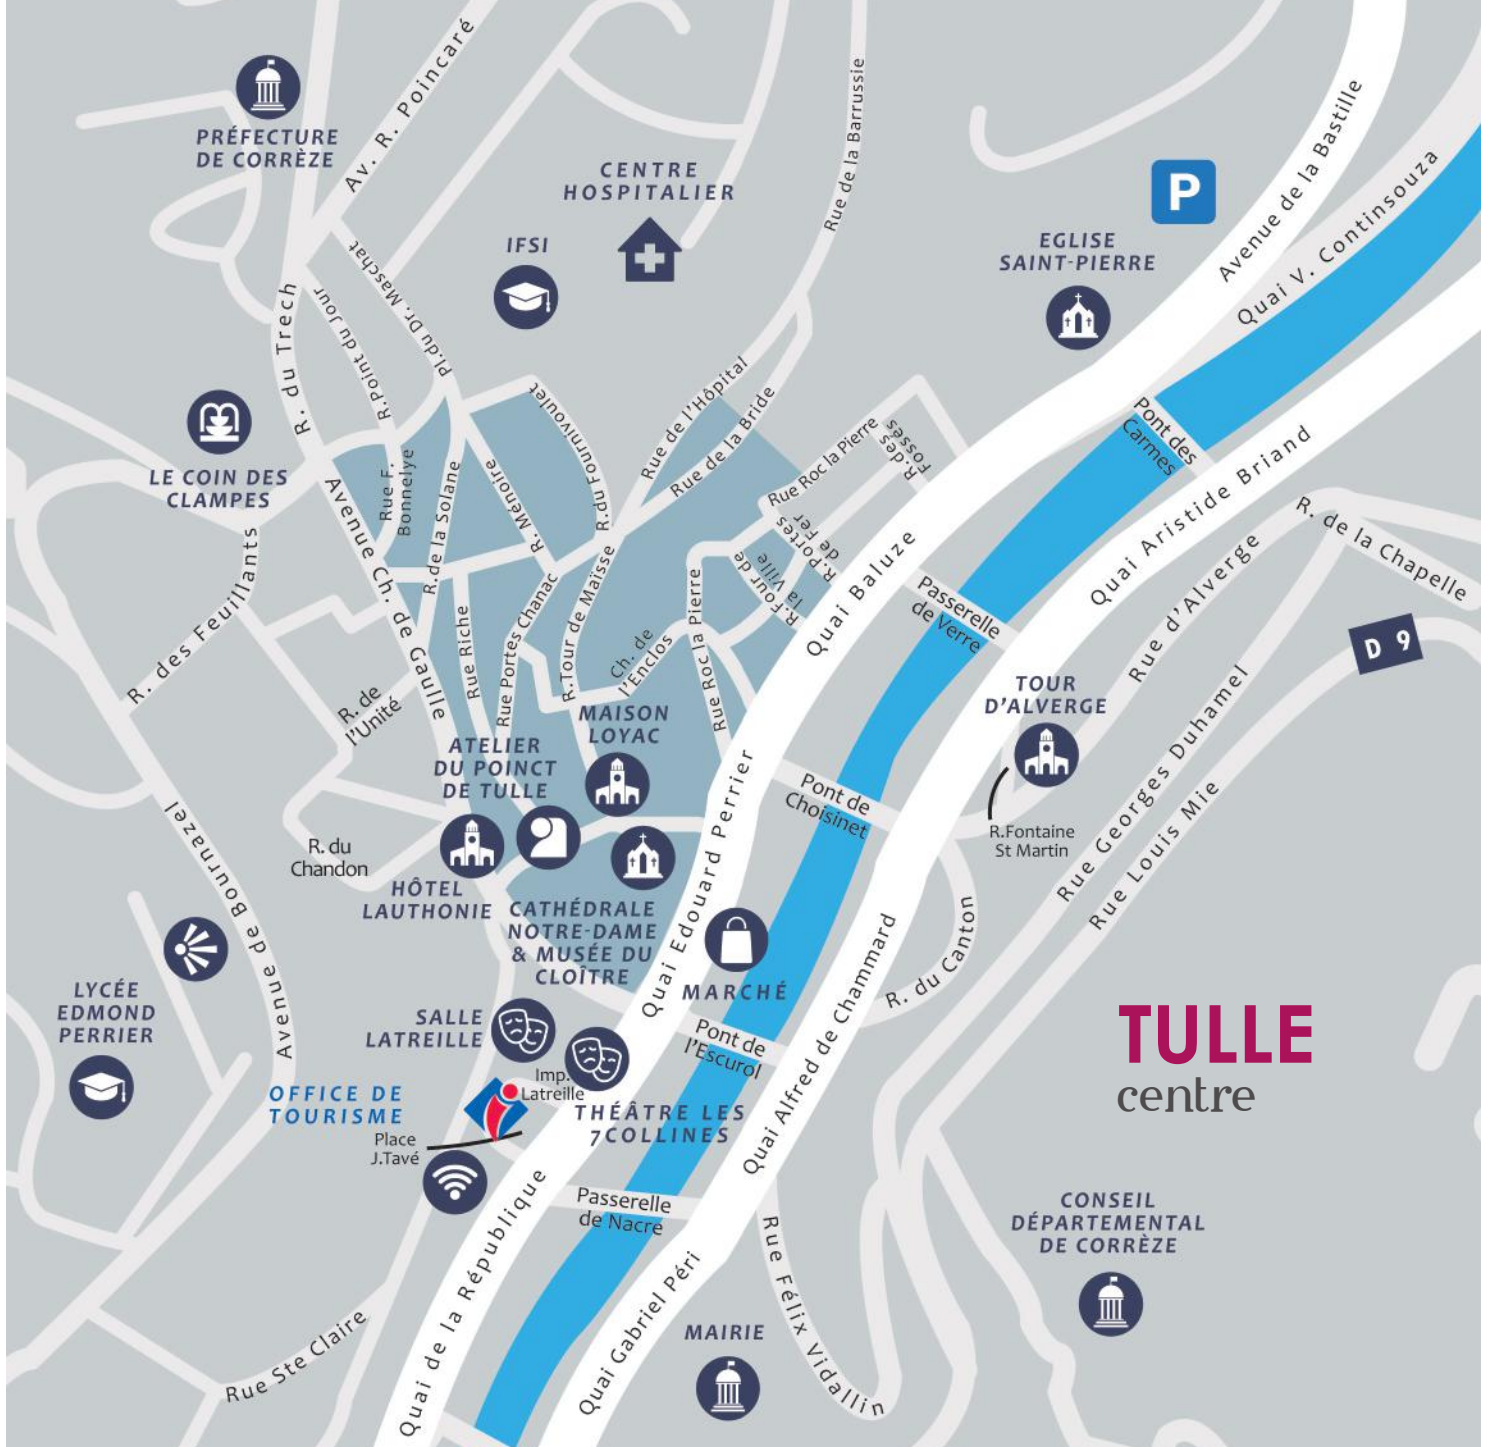 Av. R. Poincaré
PRÉFECTURE
DE CORRÈZE
CENTRE
HOSPITALIER
IFSI
Rue de la Barrussie
P
EGLISE
SAINT-PIERRE
Avenue de la Bastille
Quai V. Continsouza
R. du Trech
R.Point du Jour
Pl.du Dr. Maschat
LE COIN DES
CLAMPES
Rue F.
Bonnelye
R.de la Solane
R. Ménoire
R.du Fournivoulet
Rue de l'Hôpital
Rue de la Bride
Rue Roc la Pierre
R.des
Fossés
R.Portes
de Fer
R.Four de
la Ville
Pont des
Carmes
Quai Aristide Briand
R. de la Chapelle
Rue d'Alverge
D 9
Quai Baluze
Passerelle
de Verre
Avenue Ch. de Gaulle
R. des Feuillants
R. de
l'Unité
Rue Riche
Rue Portes Chanac
R.Tour de Maïsse
Ch. de
l'Enclos
Rue Roc la Pierre
MAISON
LOYAC
ATELIER
DU POINCT
DE TULLE
TOUR
D'ALVERGE
Pont de
Choisinet
R.Fontaine
St Martin
Rue Georges Duhamel
Rue Louis Mie
R. du
Chandon
HÔTEL
LAUTHONIE
CATHÉDRALE
NOTRE-DAME
& MUSÉE DU
CLOÎTRE
Quai Edouard Perrier
MARCHÉ
R. du Canton
Avenue de Bournazel
LYCÉE
EDMOND
PERRIER
SALLE
LATREILLE
Imp.
Latreille
OFFICE DE
TOURISME
Place
J.Tavé
THÉÂTRE LES
7COLLINES
Pont de
l'Escurol
Quai Alfred de Chammard
TULLE
centre
Passerelle
de Nacre
Quai de la République
Quai Gabriel Péri
Rue Félix Vidallin
Rue Ste Claire
CONSEIL
DÉPARTEMENTAL
DE CORRÈZE
MAIRIE